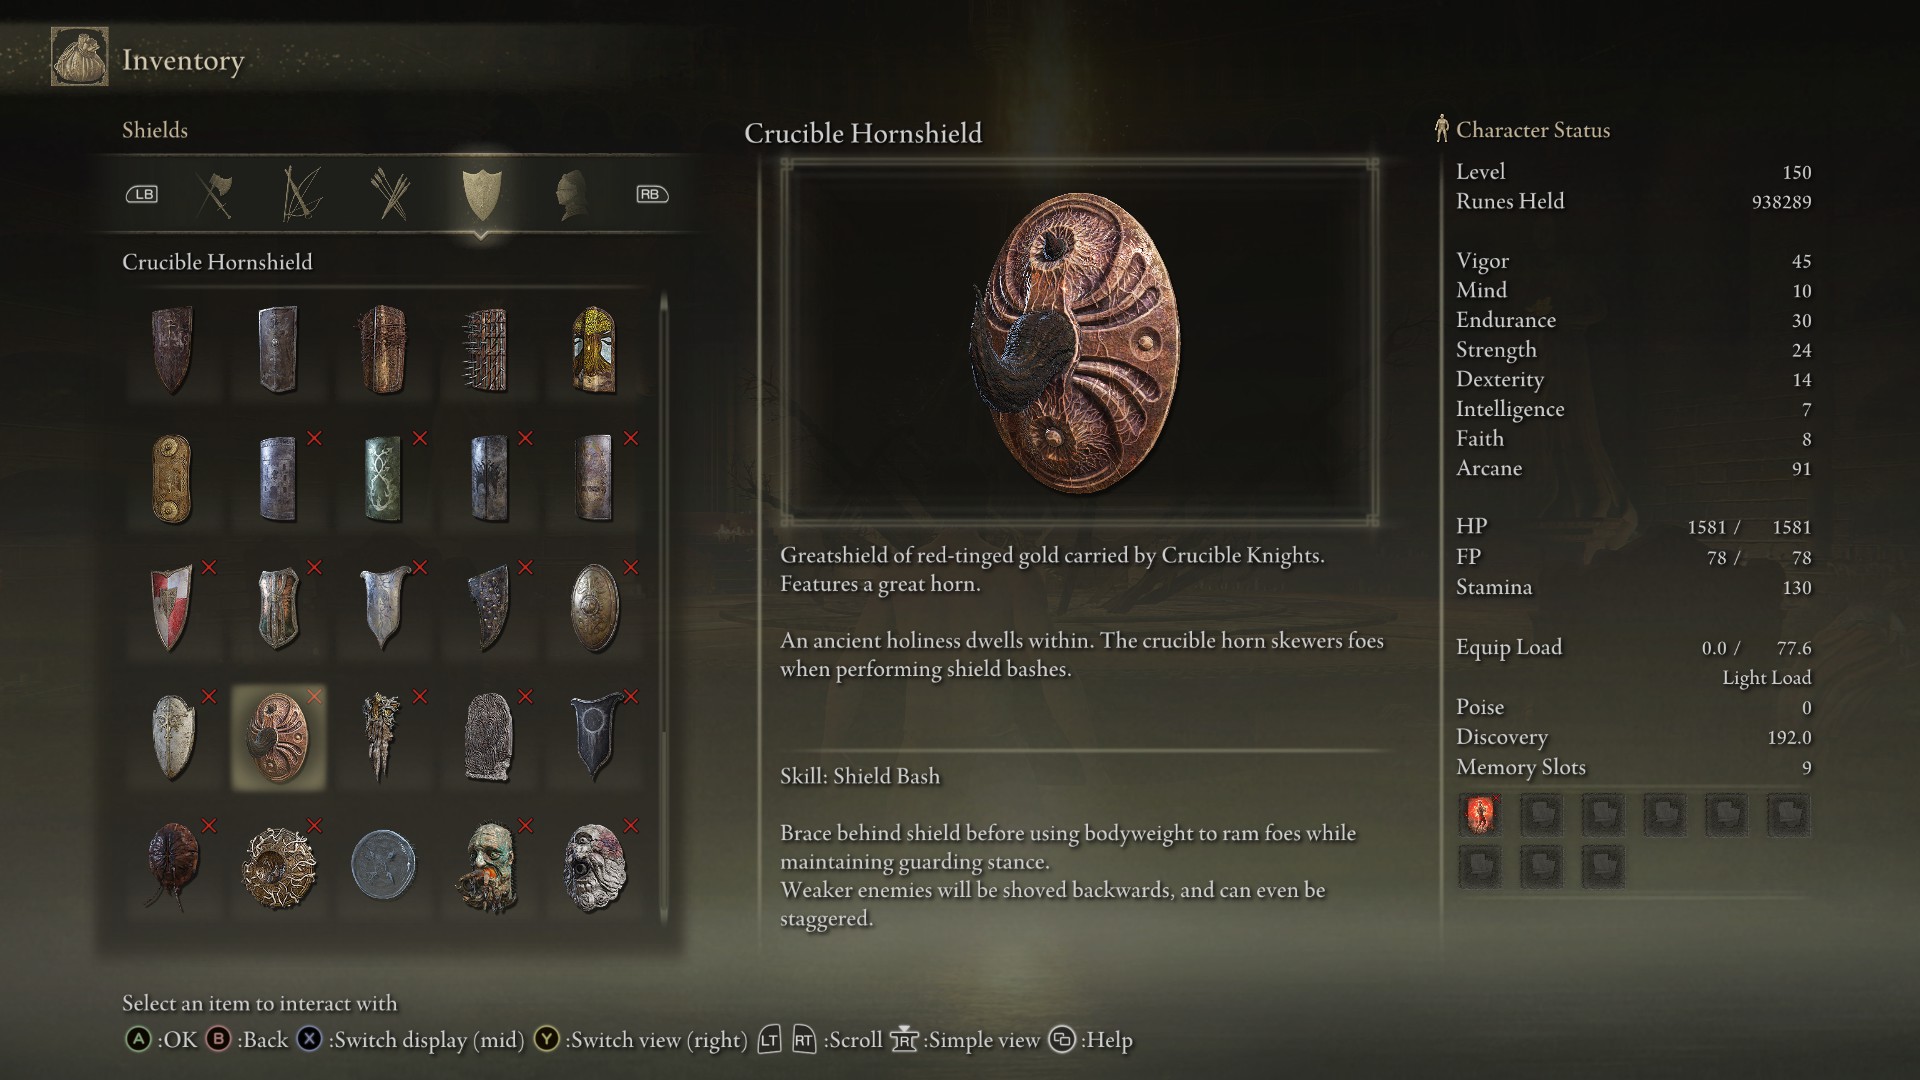 Inventory
Shields
LB
RB
Crucible Hornshield
Crucible Hornshield
Greatshield of red-tinged gold carried by Crucible Knights.
Features a great horn.
An ancient holiness dwells within. The crucible horn skewers foes
when performing shield bashes.
Skill: Shield Bash
Brace behind shield before using bodyweight to ram foes while
maintaining guarding stance.
Weaker enemies will be shoved backwards, and can even be
staggered.
Character Status
Level 150
Runes Held 938289
Vigor 45
Mind 10
Endurance 30
Strength 24
Dexterity 14
Intelligence 7
Faith 8
Arcane 91
HP 1581 / 1581
FP 78 / 78
Stamina 130
Equip Load 0.0 / 77.6
Light Load
Poise 0
Discovery 192.0
Memory Slots 9
Select an item to interact with
A :OK B :Back X :Switch display (mid) Y :Switch view (right) LT RT :Scroll R :Simple view :Help